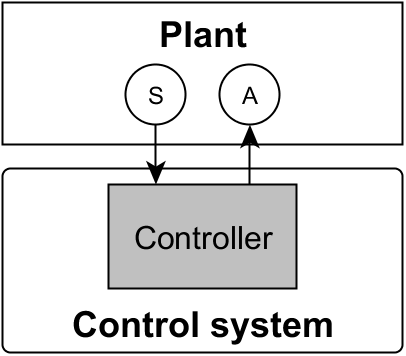 Plant
S
A
Controller
Control system